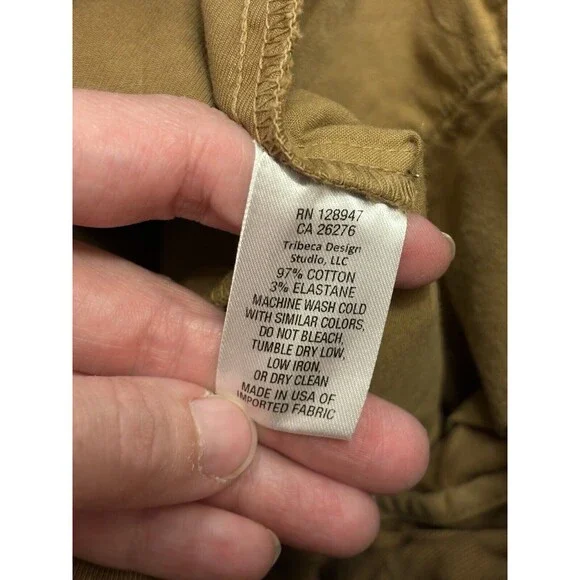 RN 128947
CA 26276
Tribeca Design
Studio, LLC
97% COTTON
3% ELASTANE
MACHINE WASH COLD
WITH SIMILAR COLORS,
DO NOT BLEACH,
TUMBLE DRY LOW,
LOW IRON,
OR DRY CLEAN
MADE IN USA OF
IMPORTED FABRIC